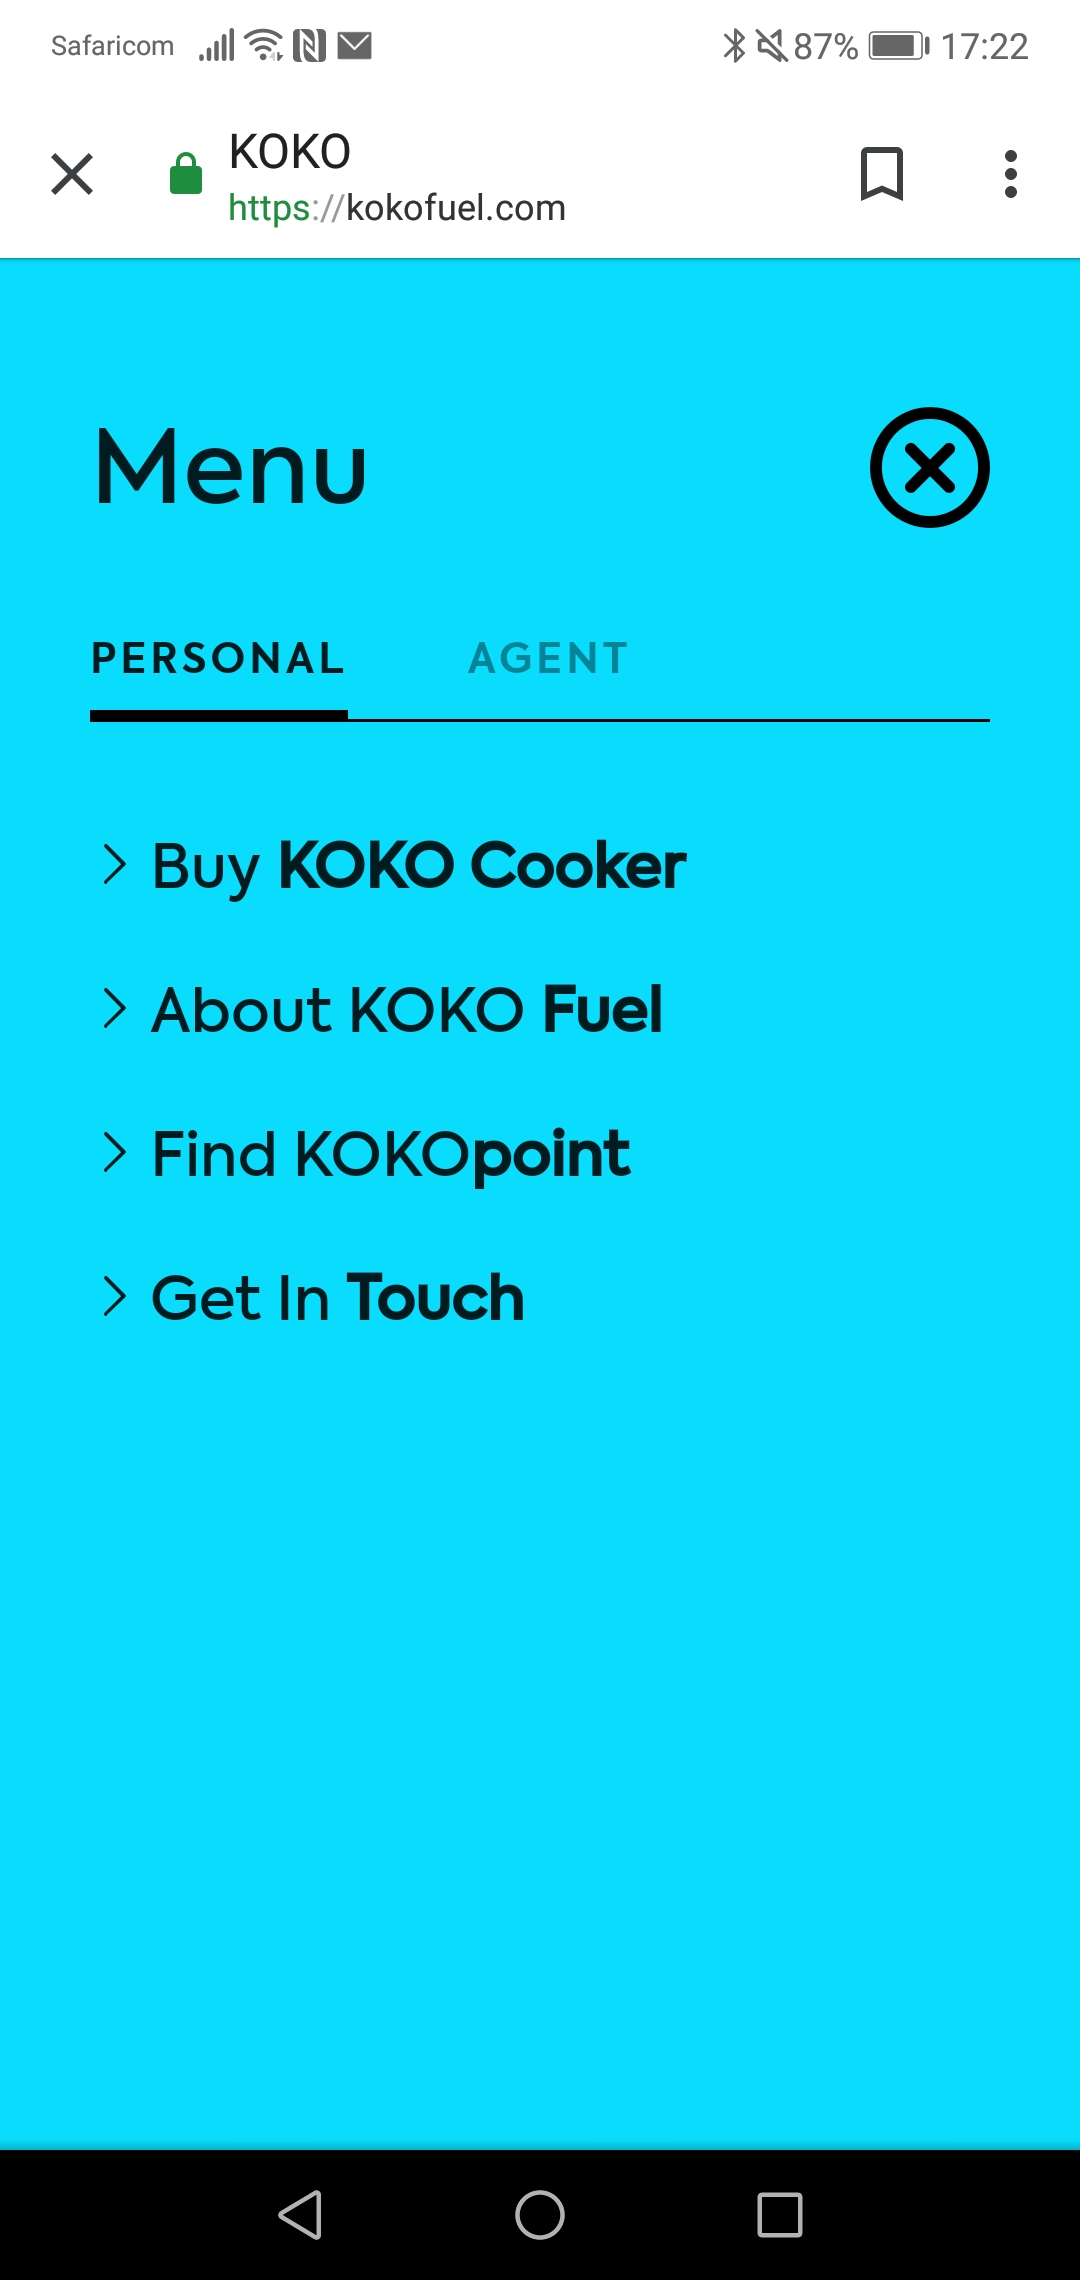 Safaricom 87% 17:22
KOKO
https://kokofuel.com
Menu
PERSONAL AGENT
Buy KOKO Cooker
About KOKO Fuel
Find KOKOpoint
Get In Touch